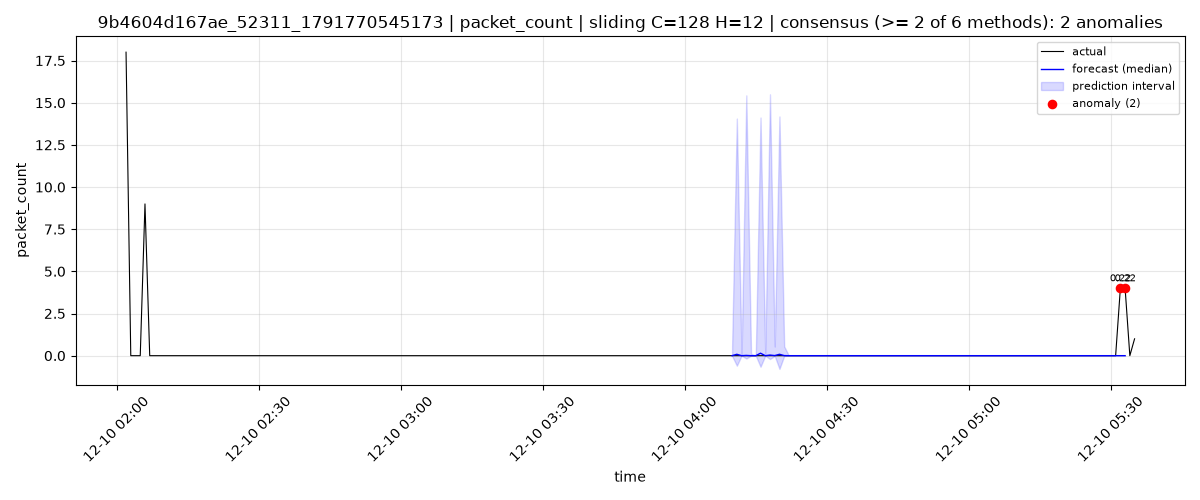 9b4604d167ae_52311_1791770545173 | packet_count | sliding C=128 H=12 | consensus (>= 2 of 6 methods): 2 anomalies
actual
forecast (median)
prediction interval
anomaly (2)
packet_count
17.5
15.0
12.5
10.0
7.5
5.0
2.5
0.0
12-10 02:00
12-10 02:30
12-10 03:00
12-10 03:30
12-10 04:00
12-10 04:30
12-10 05:00
12-10 05:30
time